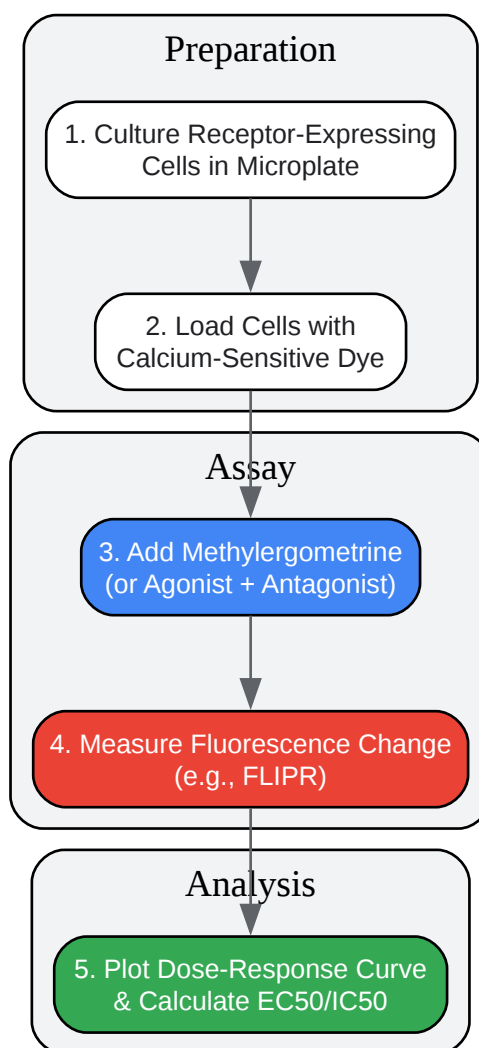 Preparation
1. Culture Receptor-Expressing
Cells in Microplate
2. Load Cells with
Calcium-Sensitive Dye
Assay
3. Add Methylergometrine
(or Agonist + Antagonist)
4. Measure Fluorescence Change
(e.g., FLIPR)
Analysis
5. Plot Dose-Response Curve
& Calculate EC50/IC50